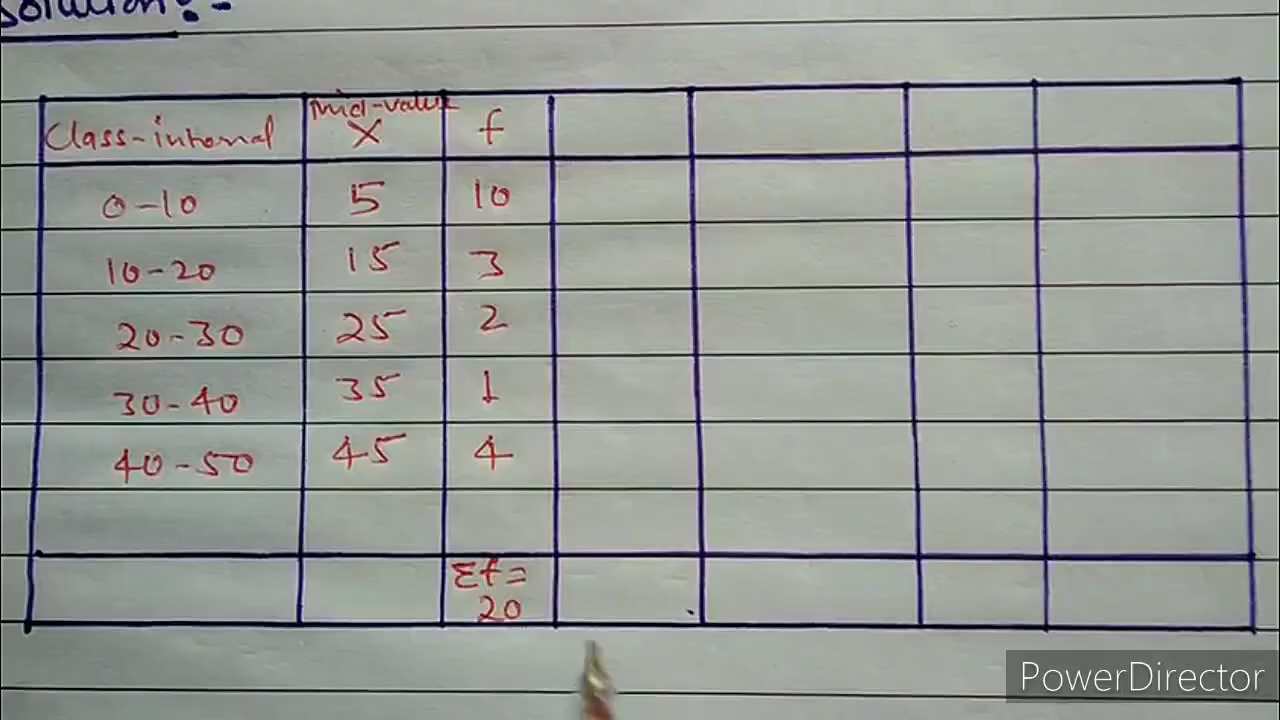 Solution:-
Mid-value
Class-interval X f
0-10 5 10
10-20 15 3
20-30 25 2
30-40 35 1
40-50 45 4
Σf=
20
PowerDirector